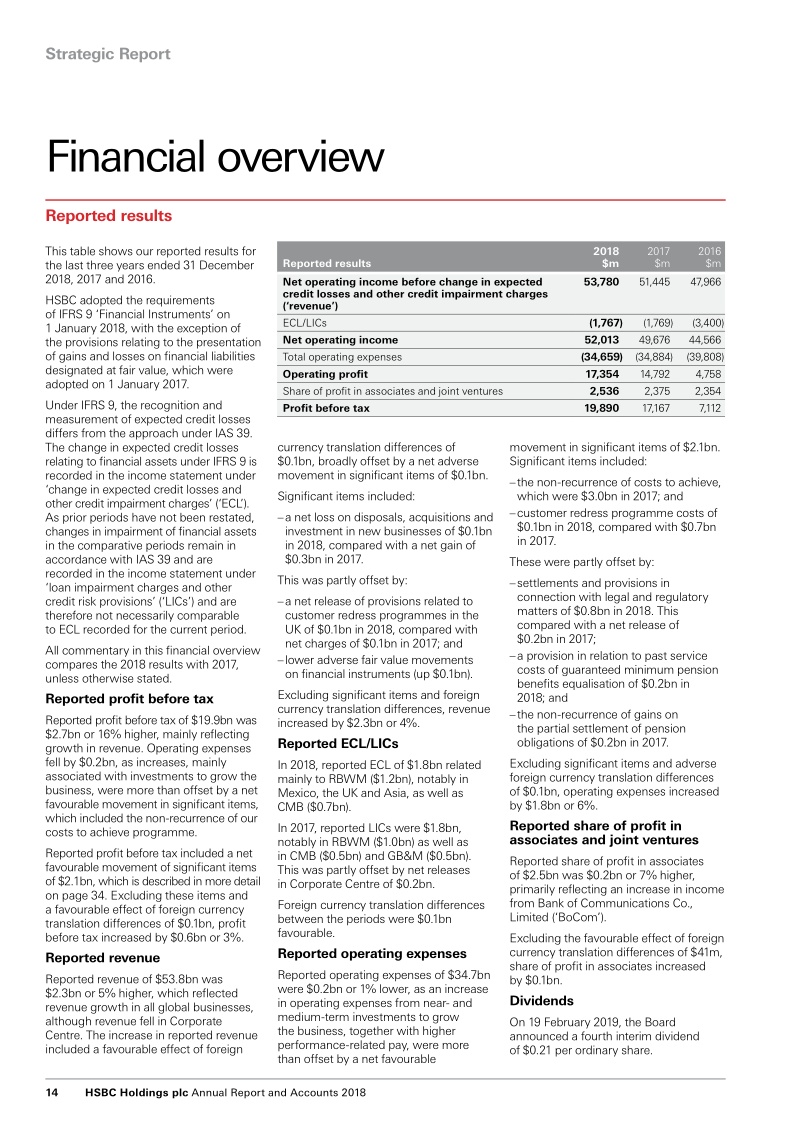 Strategic Report
Financial overview
Reported results
This table shows our reported results for
the last three years ended 31 December
2018, 2017 and 2016.
HSBC adopted the requirements
of IFRS 9 ‘Financial Instruments’ on
1 January 2018, with the exception of
the provisions relating to the presentation
of gains and losses on financial liabilities
designated at fair value, which were
adopted on 1 January 2017.
Under IFRS 9, the recognition and
measurement of expected credit losses
differs from the approach under IAS 39.
The change in expected credit losses
relating to financial assets under IFRS 9 is
recorded in the income statement under
‘change in expected credit losses and
other credit impairment charges’ (‘ECL’).
As prior periods have not been restated,
changes in impairment of financial assets
in the comparative periods remain in
accordance with IAS 39 and are
recorded in the income statement under
‘loan impairment charges and other
credit risk provisions’ (‘LICs’) and are
therefore not necessarily comparable
to ECL recorded for the current period.
All commentary in this financial overview
compares the 2018 results with 2017,
unless otherwise stated.
Reported profit before tax
Reported profit before tax of $19.9bn was
$2.7bn or 16% higher, mainly reflecting
growth in revenue. Operating expenses
fell by $0.2bn, as increases, mainly
associated with investments to grow the
business, were more than offset by a net
favourable movement in significant items,
which included the non-recurrence of our
costs to achieve programme.
Reported profit before tax included a net
favourable movement of significant items
of $2.1bn, which is described in more detail
on page 34. Excluding these items and
a favourable effect of foreign currency
translation differences of $0.1bn, profit
before tax increased by $0.6bn or 3%.
Reported revenue
Reported revenue of $53.8bn was
$2.3bn or 5% higher, which reflected
revenue growth in all global businesses,
although revenue fell in Corporate
Centre. The increase in reported revenue
included a favourable effect of foreign
2018 2017 2016
Reported results $m $m $m
Net operating income before change in expected 53,780 51,445 47,966
credit losses and other credit impairment charges
(‘revenue’)
ECL/LICs (1,767) (1,769) (3,400)
Net operating income 52,013 49,676 44,566
Total operating expenses (34,659) (34,884) (39,808)
Operating profit 17,354 14,792 4,758
Share of profit in associates and joint ventures 2,536 2,375 2,354
Profit before tax 19,890 17,167 7,112
currency translation differences of
$0.1bn, broadly offset by a net adverse
movement in significant items of $0.1bn.
Significant items included:
– a net loss on disposals, acquisitions and
investment in new businesses of $0.1bn
in 2018, compared with a net gain of
$0.3bn in 2017.
This was partly offset by:
– a net release of provisions related to
customer redress programmes in the
UK of $0.1bn in 2018, compared with
net charges of $0.1bn in 2017; and
– lower adverse fair value movements
on financial instruments (up $0.1bn).
Excluding significant items and foreign
currency translation differences, revenue
increased by $2.3bn or 4%.
Reported ECL/LICs
In 2018, reported ECL of $1.8bn related
mainly to RBWM ($1.2bn), notably in
Mexico, the UK and Asia, as well as
CMB ($0.7bn).
In 2017, reported LICs were $1.8bn,
notably in RBWM ($1.0bn) as well as
in CMB ($0.5bn) and GB&M ($0.5bn).
This was partly offset by net releases
in Corporate Centre of $0.2bn.
Foreign currency translation differences
between the periods were $0.1bn
favourable.
Reported operating expenses
Reported operating expenses of $34.7bn
were $0.2bn or 1% lower, as an increase
in operating expenses from near- and
medium-term investments to grow
the business, together with higher
performance-related pay, were more
than offset by a net favourable
movement in significant items of $2.1bn.
Significant items included:
– the non-recurrence of costs to achieve,
which were $3.0bn in 2017; and
– customer redress programme costs of
$0.1bn in 2018, compared with $0.7bn
in 2017.
These were partly offset by:
– settlements and provisions in
connection with legal and regulatory
matters of $0.8bn in 2018. This
compared with a net release of
$0.2bn in 2017;
– a provision in relation to past service
costs of guaranteed minimum pension
benefits equalisation of $0.2bn in
2018; and
– the non-recurrence of gains on
the partial settlement of pension
obligations of $0.2bn in 2017.
Excluding significant items and adverse
foreign currency translation differences
of $0.1bn, operating expenses increased
by $1.8bn or 6%.
Reported share of profit in
associates and joint ventures
Reported share of profit in associates
of $2.5bn was $0.2bn or 7% higher,
primarily reflecting an increase in income
from Bank of Communications Co.,
Limited (‘BoCom’).
Excluding the favourable effect of foreign
currency translation differences of $41m,
share of profit in associates increased
by $0.1bn.
Dividends
On 19 February 2019, the Board
announced a fourth interim dividend
of $0.21 per ordinary share.
14 HSBC Holdings plc Annual Report and Accounts 2018